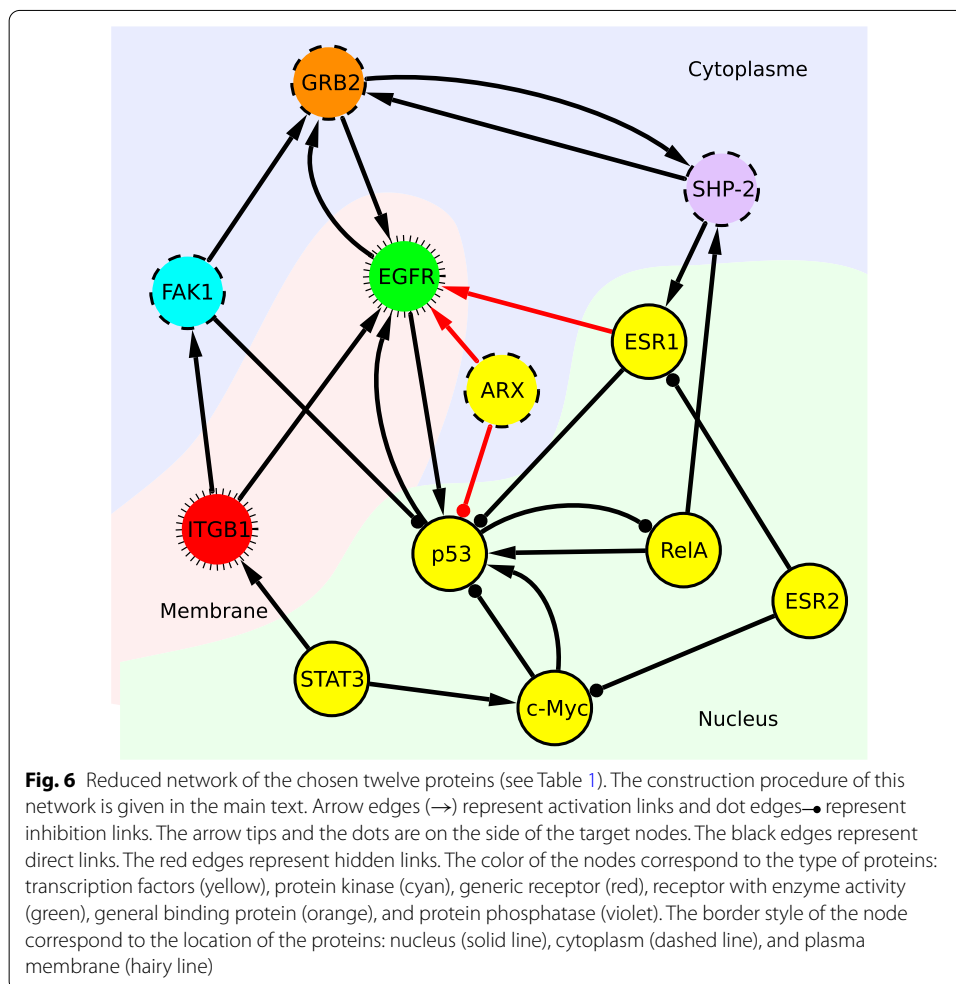 GRB2
Cytoplasme
SHP-2
EGFR
FAK1
ESR1
ARX
ITGB1
p53
RelA
ESR2
Membrane
STAT3
c-Myc
Nucleus
Fig. 6 Reduced network of the chosen twelve proteins (see Table 1). The construction procedure of this
network is given in the main text. Arrow edges (→) represent activation links and dot edges—● represent
inhibition links. The arrow tips and the dots are on the side of the target nodes. The black edges represent
direct links. The red edges represent hidden links. The color of the nodes correspond to the type of proteins:
transcription factors (yellow), protein kinase (cyan), generic receptor (red), receptor with enzyme activity
(green), general binding protein (orange), and protein phosphatase (violet). The border style of the node
correspond to the location of the proteins: nucleus (solid line), cytoplasm (dashed line), and plasma
membrane (hairy line)